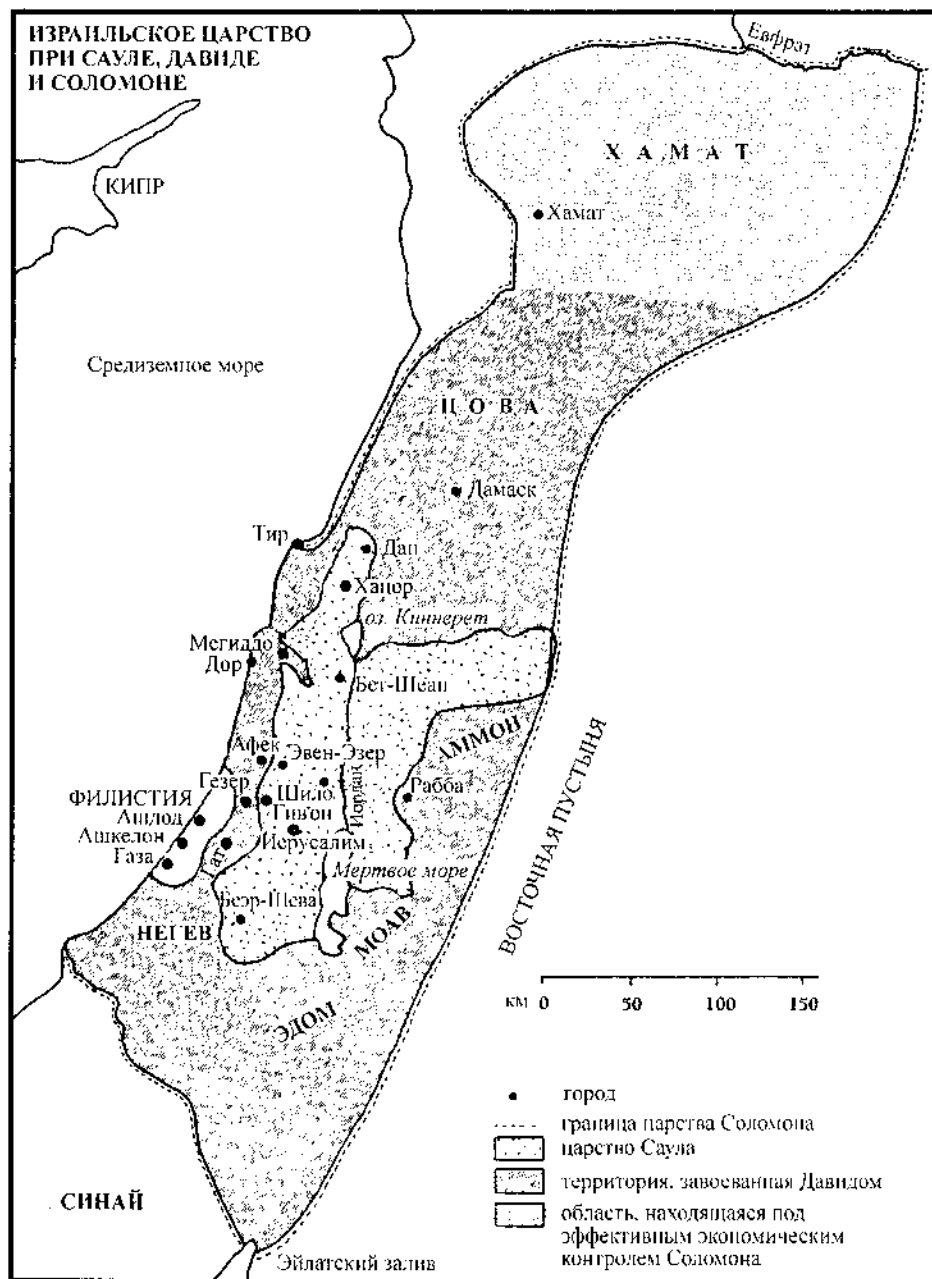 ИЗРАИЛЬСКОЕ ЦАРСТВО
ПРИ САУЛЕ, ДАВИДЕ
И СОЛОМОНЕ
Евфрат
ХАМАТ
КИПР
Хамат
Средиземное море
ЦОВА
Дамаск
Тир
Дан
Хацор
оз. Киннерет
Мегиддо
Дор
Бет-Шеан
АММОН
Афек
Эвен-Эзер
Гезер
Шило
Рабба
Иордан
ФИЛИСТИЯ
Гив'он
Ашдод
Ашкелон
Иерусалим
Газа
Гат
Мертвое море
ВОСТОЧНАЯ ПУСТЫНЯ
Беэр-Шева
НЕГЕВ
МОАВ
ЭДОМ
км 0 50 100 150
город
граница царства Соломона
царство Саула
территория, завоеванная Давидом
область, находящаяся под
эффективным экономическим
контролем Соломона
СИНАЙ
Эйлатский залив